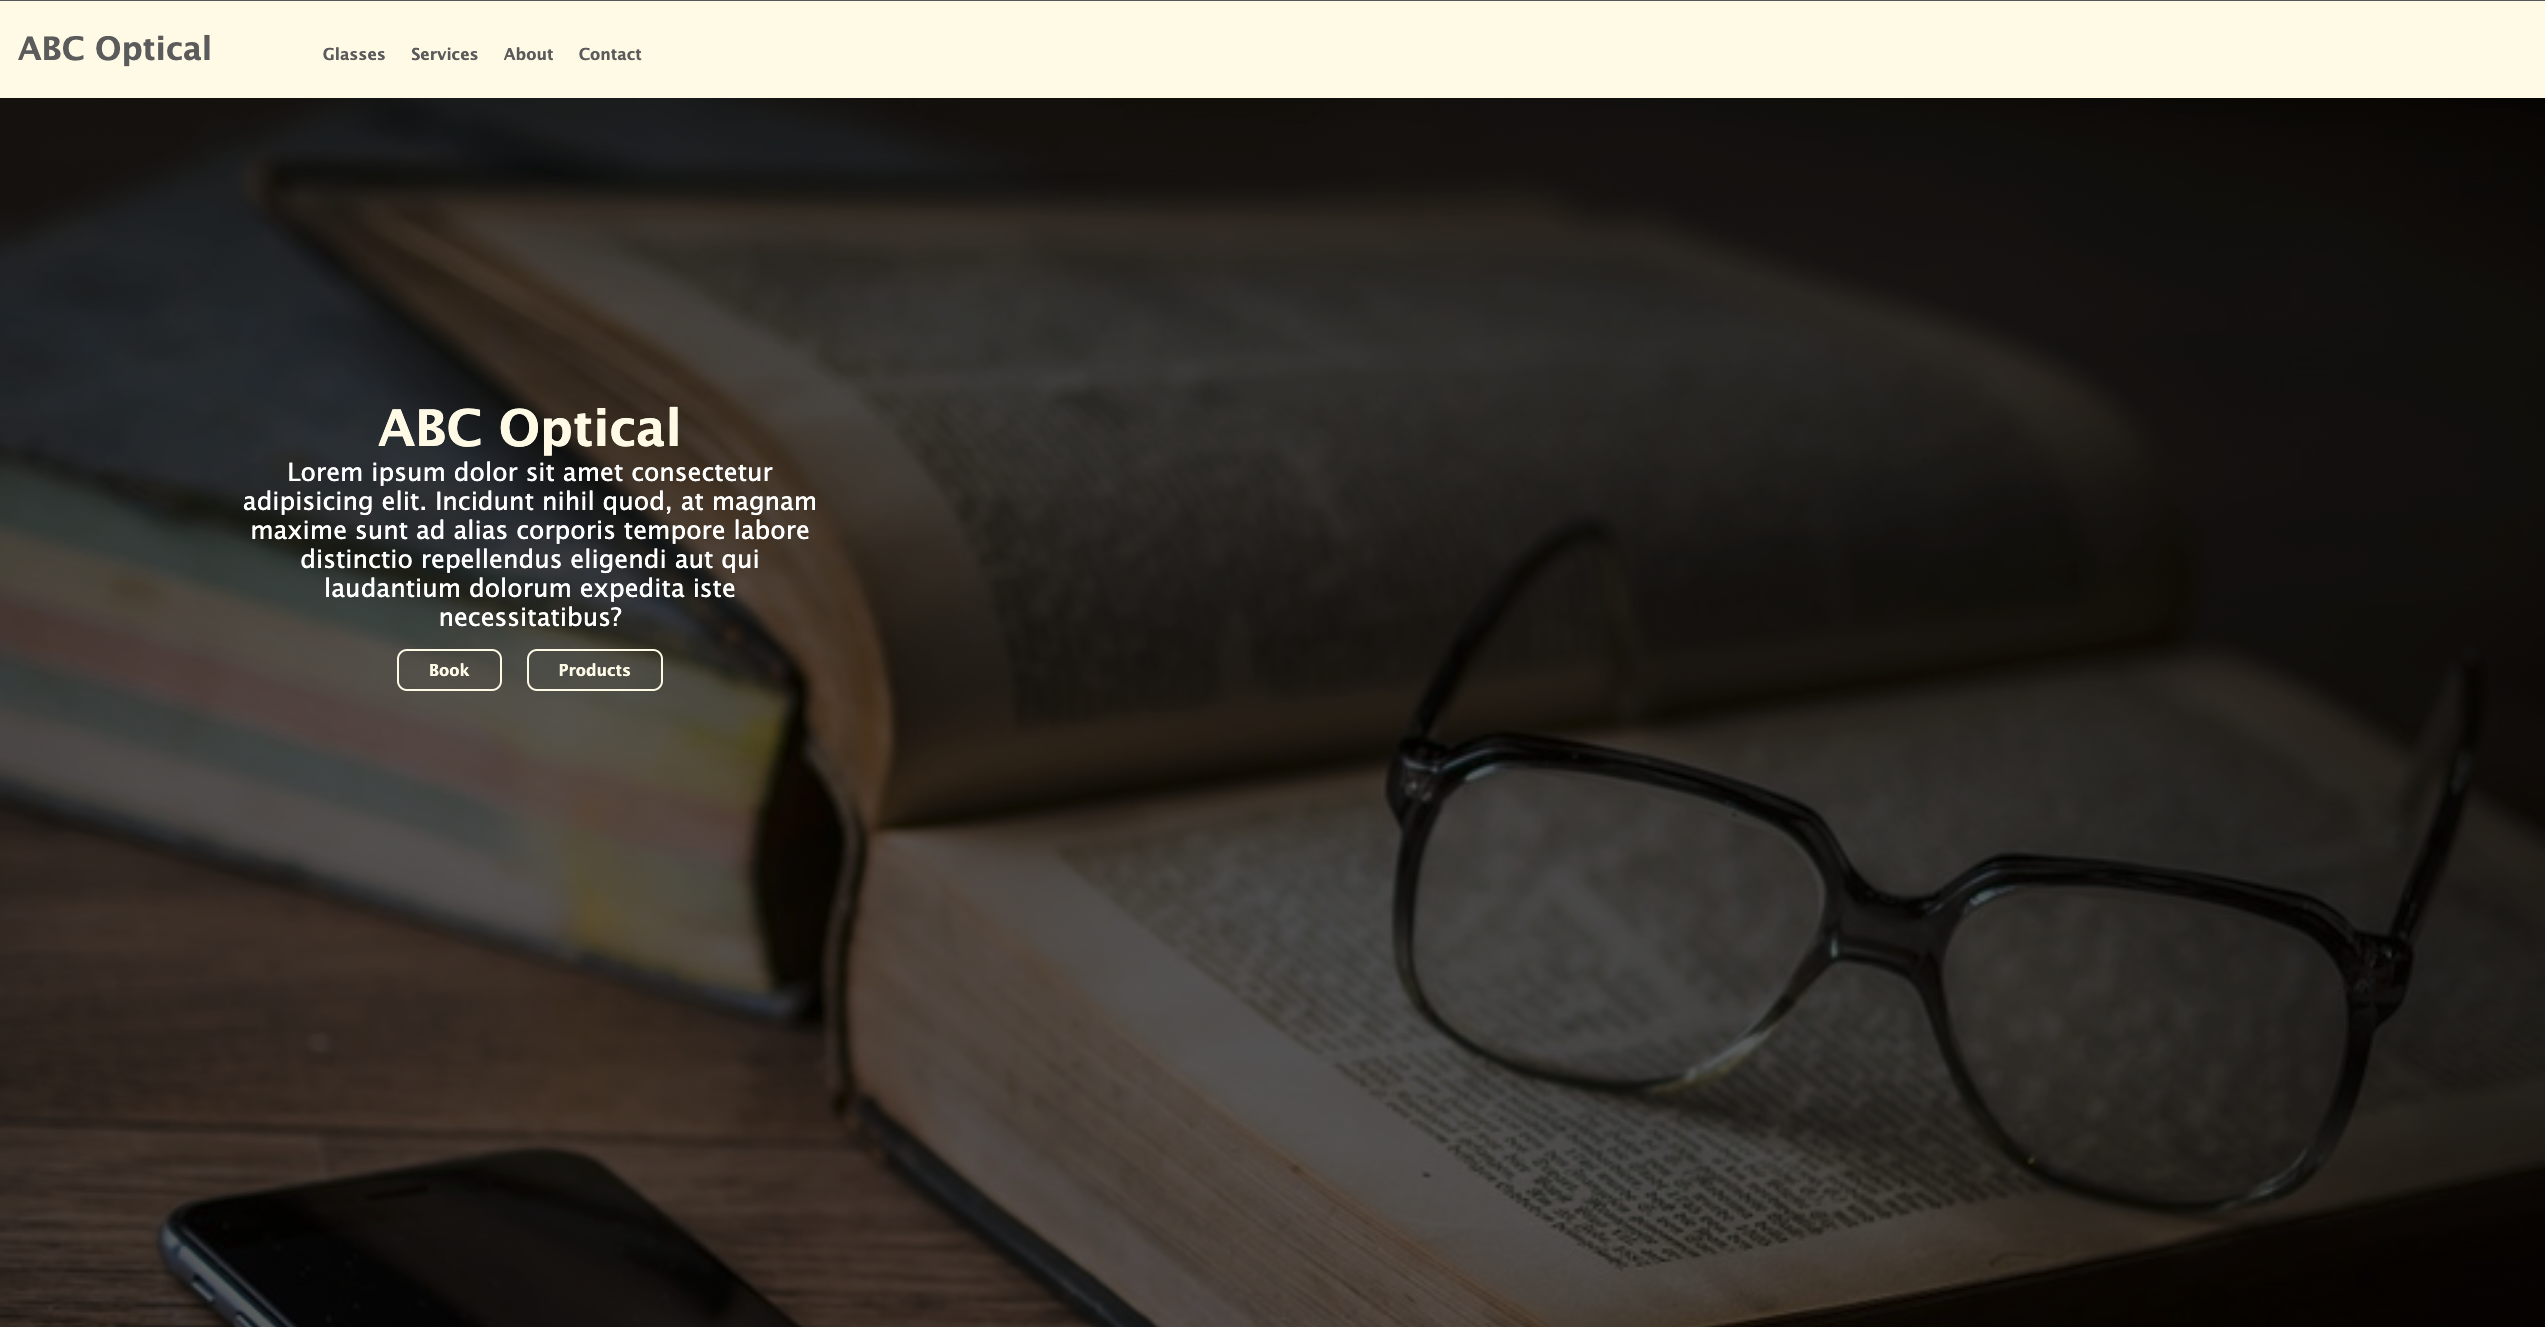 ABC Optical
Glasses Services About Contact
ABC Optical
Lorem ipsum dolor sit amet consectetur
adipisicing elit. Incidunt nihil quod, at magnam
maxime sunt ad alias corporis tempore labore
distinctio repellendus eligendi aut qui
laudantium dolorum expedita iste
necessitatibus?
Book Products